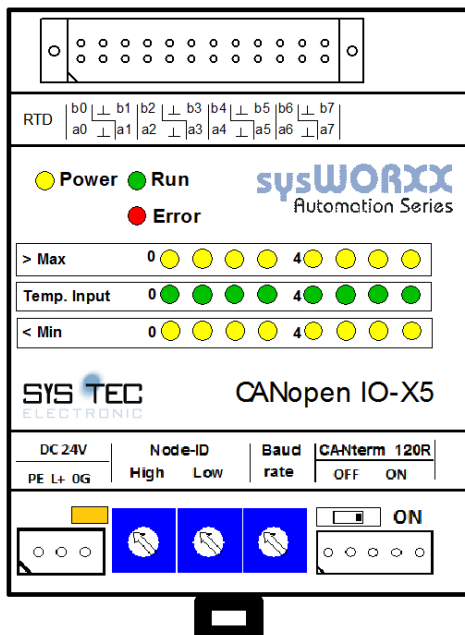 RTD b0 ⊥ b1 b2 ⊥ b3 b4 ⊥ b5 b6 ⊥ b7
a0 ⊥ a1 a2 ⊥ a3 a4 ⊥ a5 a6 ⊥ a7
Power Run
sysWORXX
Automation Series
Error
> Max 0 4
Temp. Input 0 4
< Min 0 4
SYS TEC
ELECTRONIC
CANopen IO-X5
DC 24V Node-ID Baud CANterm 120R
PE L+ 0G High Low rate OFF ON
ON